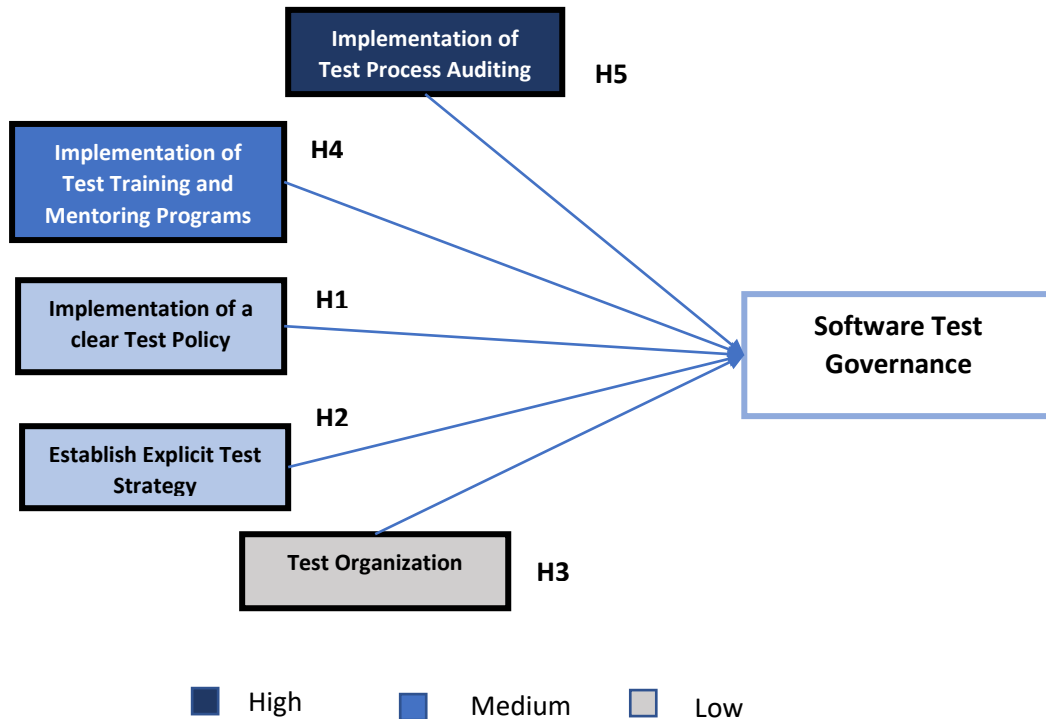 Implementation of
Test Process Auditing
H5
Implementation of
Test Training and
Mentoring Programs
H4
Implementation of a
clear Test Policy
H1
Software Test
Governance
Establish Explicit Test
Strategy
H2
Test Organization
H3
High
Medium
Low